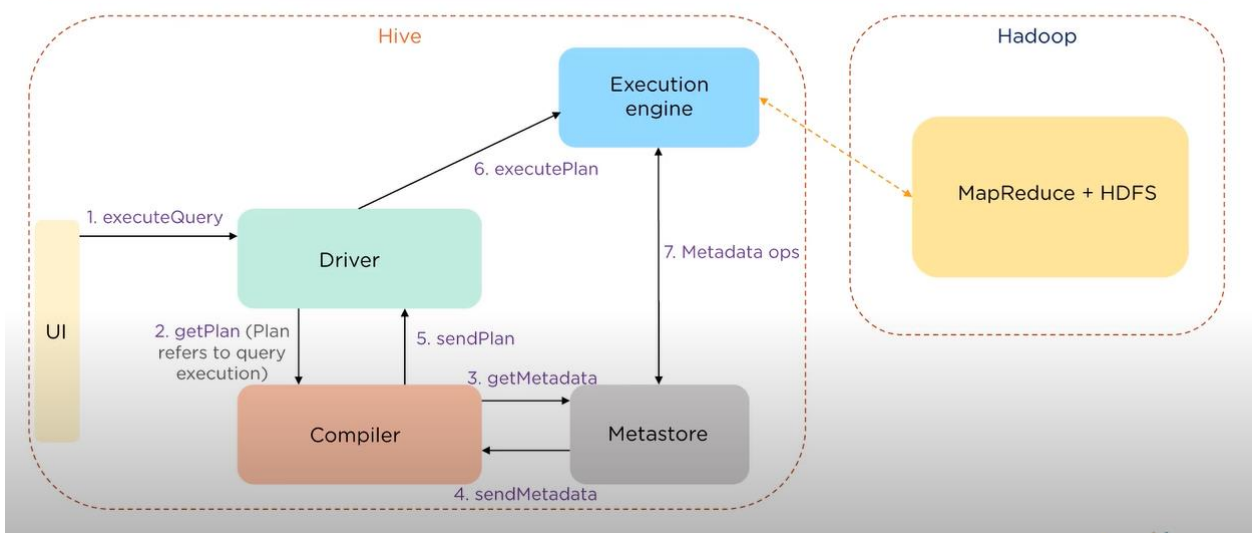 Hive
Hadoop
Execution
engine
6. executePlan
MapReduce + HDFS
1. executeQuery
Driver
7. Metadata ops
UI
2. getPlan (Plan
refers to query
execution)
5. sendPlan
3. getMetadata
Compiler
Metastore
4. sendMetadata